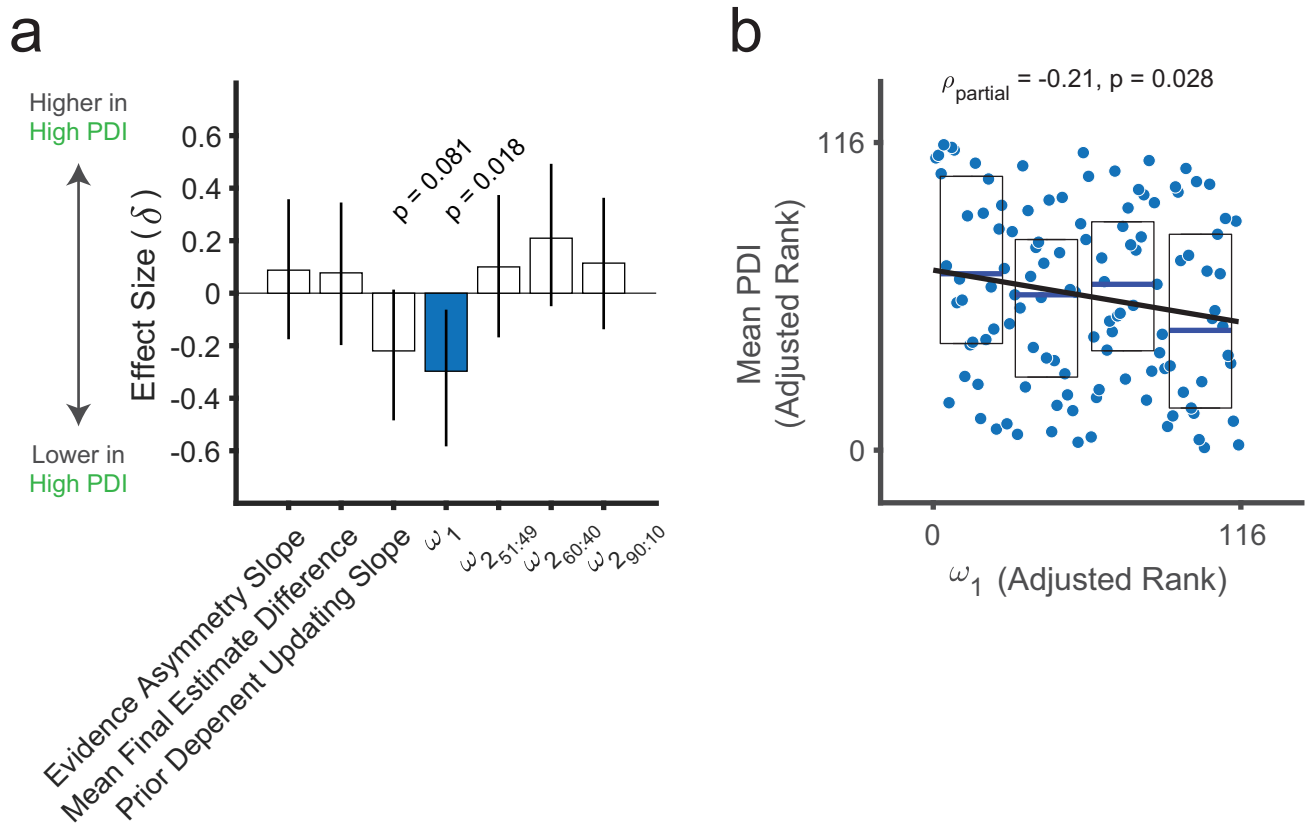 a
Higher in
High PDI
Lower in
High PDI
Effect Size (δ)
0.6
0.4
0.2
0
-0.2
-0.4
-0.6
p = 0.081
p = 0.018
Evidence Asymmetry Slope
Mean Final Estimate Difference
Prior Depenent Updating Slope
ω1
ω2 51:49
ω2 60:40
ω2 90:10
b
ρpartial = -0.21, p = 0.028
Mean PDI
(Adjusted Rank)
116
0
0
116
ω1 (Adjusted Rank)